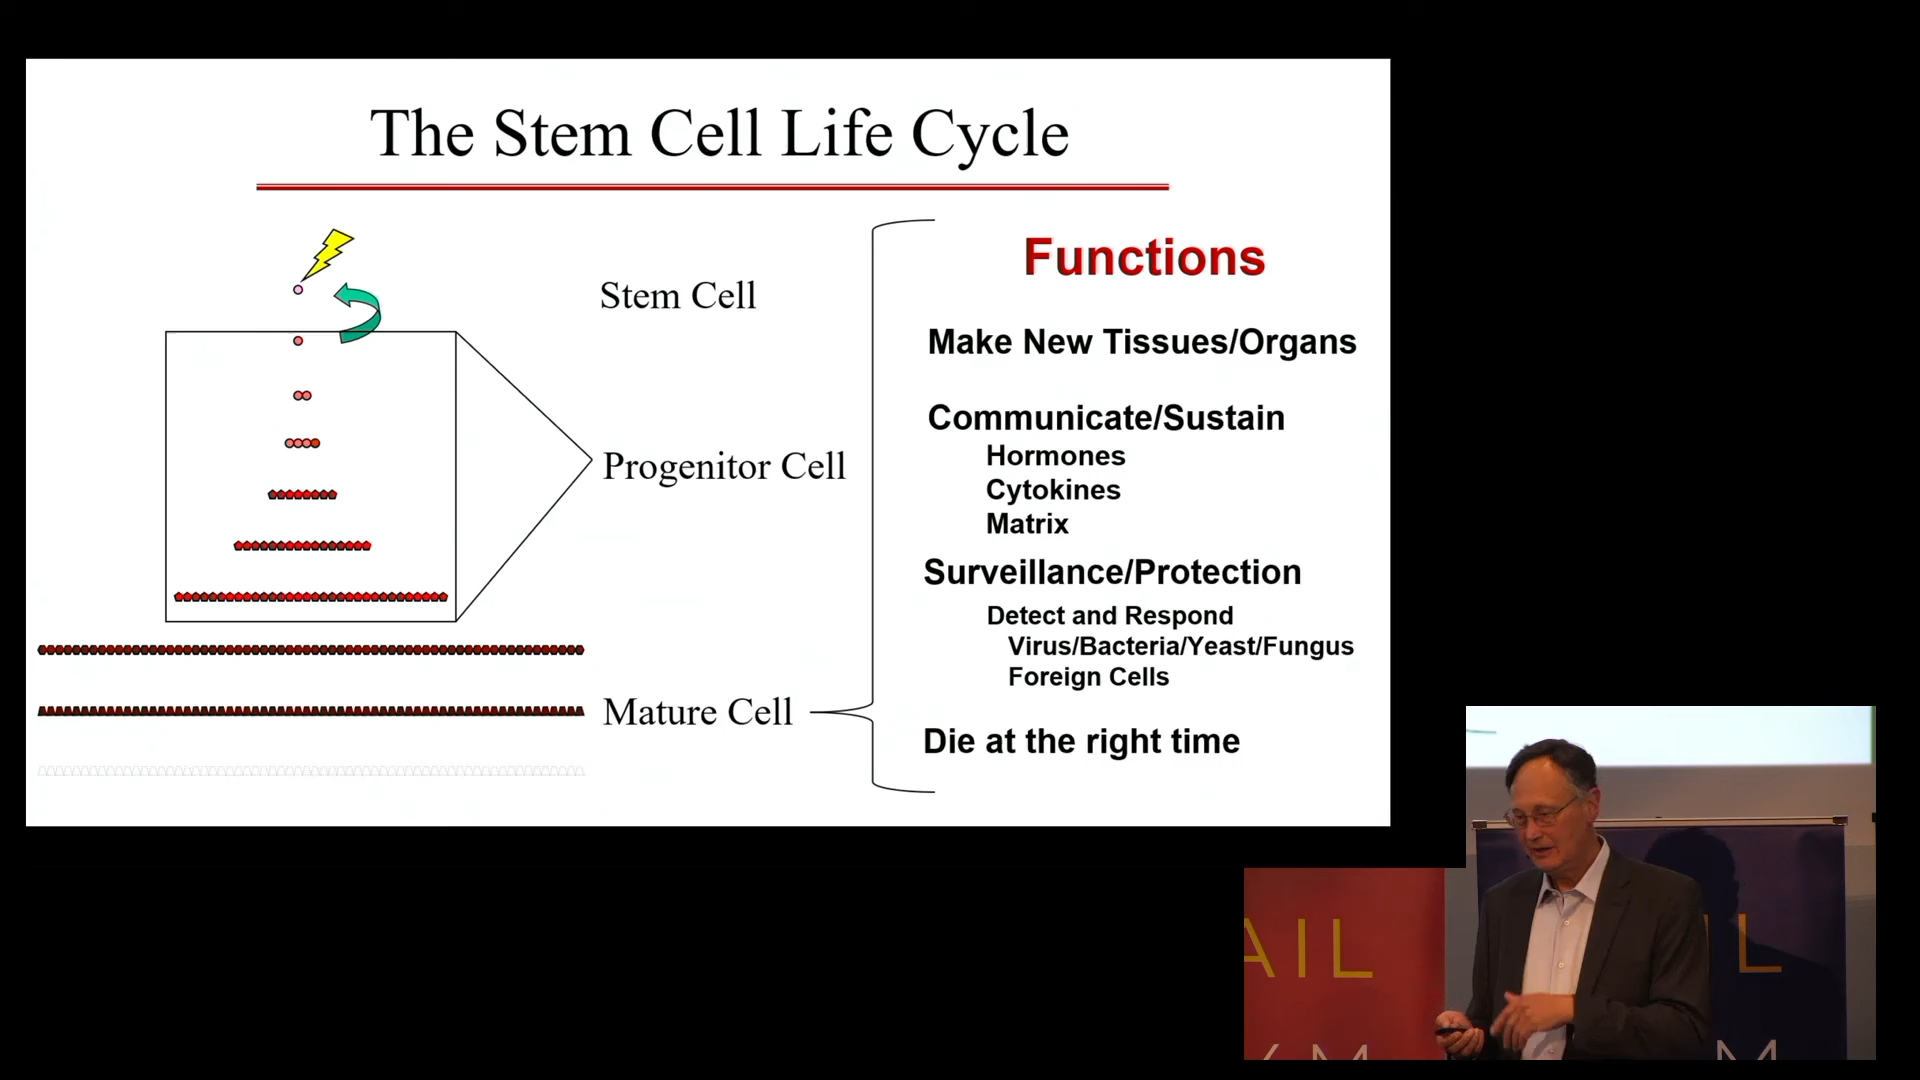 The Stem Cell Life Cycle
Stem Cell
Progenitor Cell
Mature Cell
Functions
Make New Tissues/Organs
Communicate/Sustain
Hormones
Cytokines
Matrix
Surveillance/Protection
Detect and Respond
Virus/Bacteria/Yeast/Fungus
Foreign Cells
Die at the right time
AIL
L
YM
M